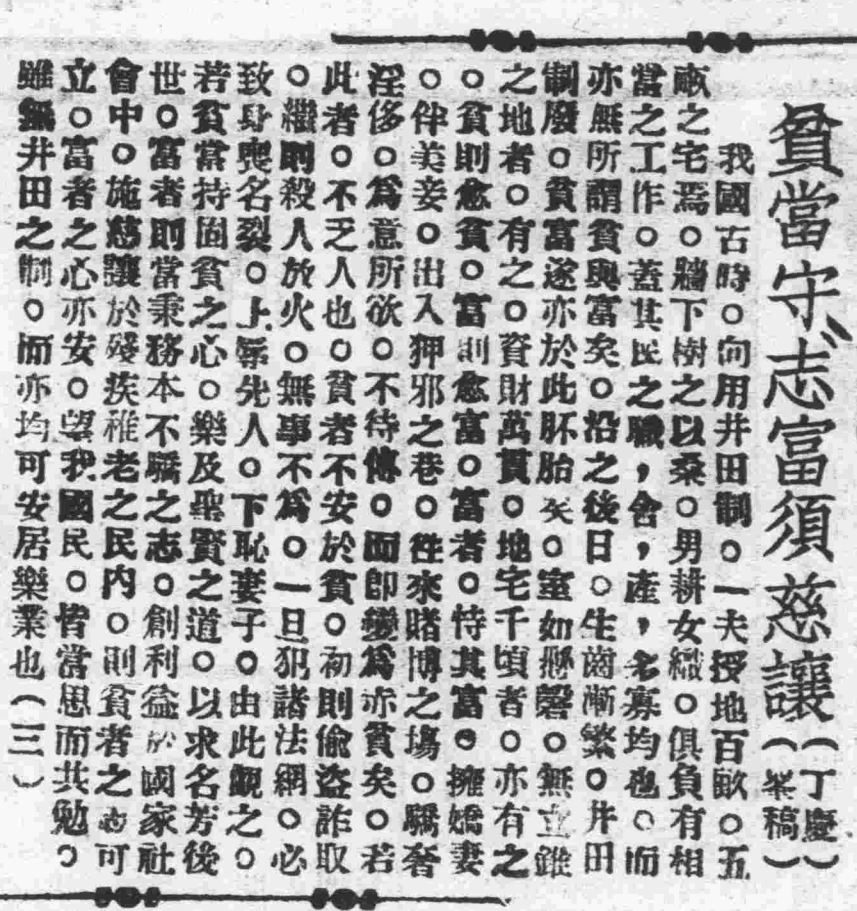 貧當守志富須慈讓(丁慶
棻稿)
我國古時。向用井田制。一夫授地百畝。五
畝之宅焉。牆下樹之以桑。男耕女織。俱負有相
當之工作。蓋其民之職，舍，產，多寡均也。而
亦無所謂貧與富矣。沿之後日。生齒漸繁。井田
制廢。貧富遂亦於此胚胎矣。室如懸磬。無立錐
之地者。有之。資財萬貫。地宅千頃者。亦有之
。貧則愈貧。富則愈富。富者。恃其富。擁嬌妻
。伴美妾。出入狎邪之巷。往來賭博之場。驕奢
淫侈。為意所欲。不待傳。而即變為赤貧矣。若
此者。不乏人也。貧者不安於貧。初則偷盜詐取
。繼則殺人放火。無事不為。一旦犯諸法網。必
致身喪名裂。上辱先人。下恥妻子。由此觀之。
若貧當持固貧之心。樂及聖賢之道。以求名芳後
世。富者則當秉務本不驕之志。創利益於國家社
會中。施慈讓於殘疾稚老之民內。則貧者之志可
立。富者之心亦安。望我國民。皆當思而共勉。
雖無井田之制。而亦均可安居樂業也(三)